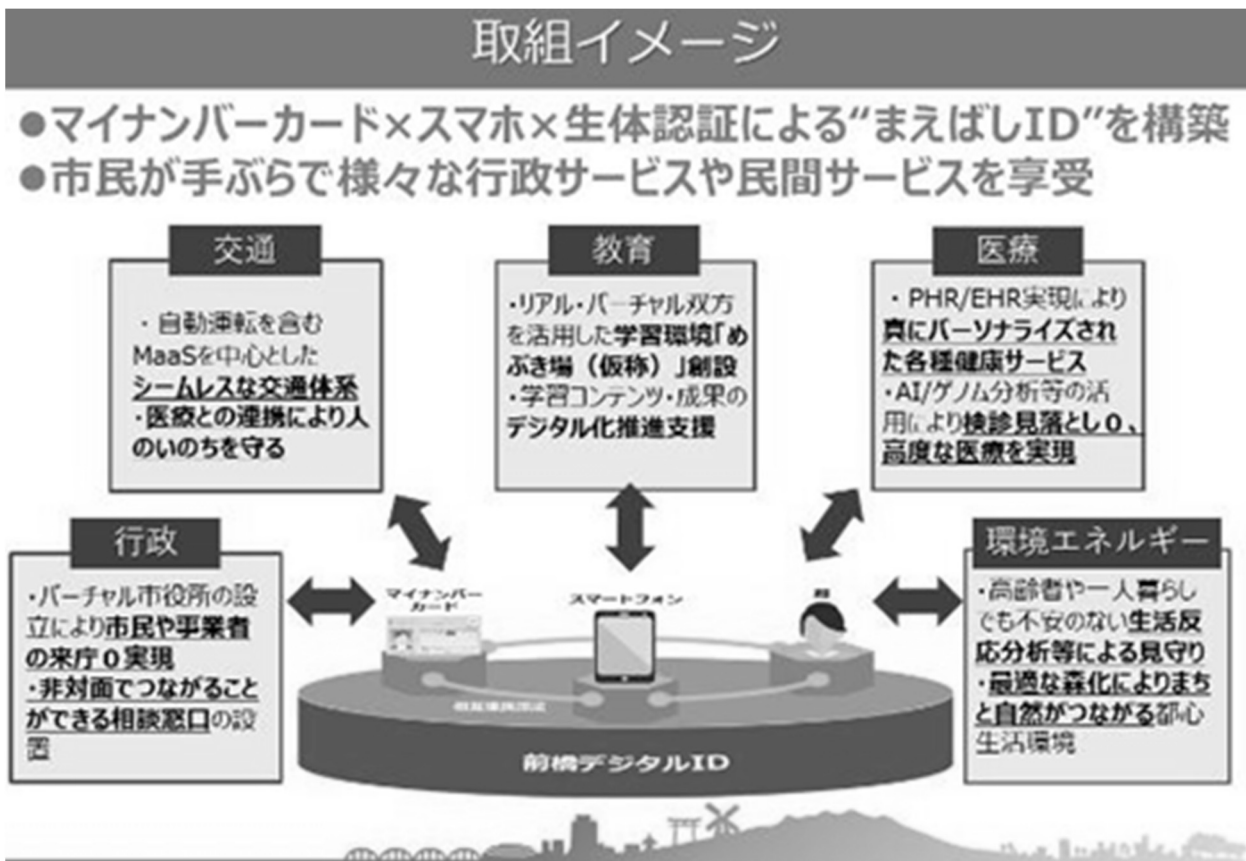 取組イメージ
●マイナンバーカード×スマホ×生体認証による“まえばしID”を構築
●市民が手ぶらで様々な行政サービスや民間サービスを享受
交通
・自動運転を含む
MaaSを中心とした
シームレスな交通体系
・医療との連携により人
のいのちを守る
教育
・リアル・バーチャル双方
を活用した学習環境「め
ぶき場（仮称）」創設
・学習コンテンツ・成果の
デジタル化推進支援
医療
・PHR/EHR実現により
真にパーソナライズされ
た各種健康サービス
・AI/ゲノム分析等の活
用により検診見落とし０、
高度な医療を実現
行政
・バーチャル市役所の設
立により市民や事業者
の来庁０実現
・非対面でつながること
ができる相談窓口の設
置
環境エネルギー
・高齢者や一人暮らし
でも不安のない生活反
応分析等による見守り
・最適な森化によりまち
と自然がつながる都心
生活環境
マイナンバー
カード
スマートフォン
顔
前橋デジタルID